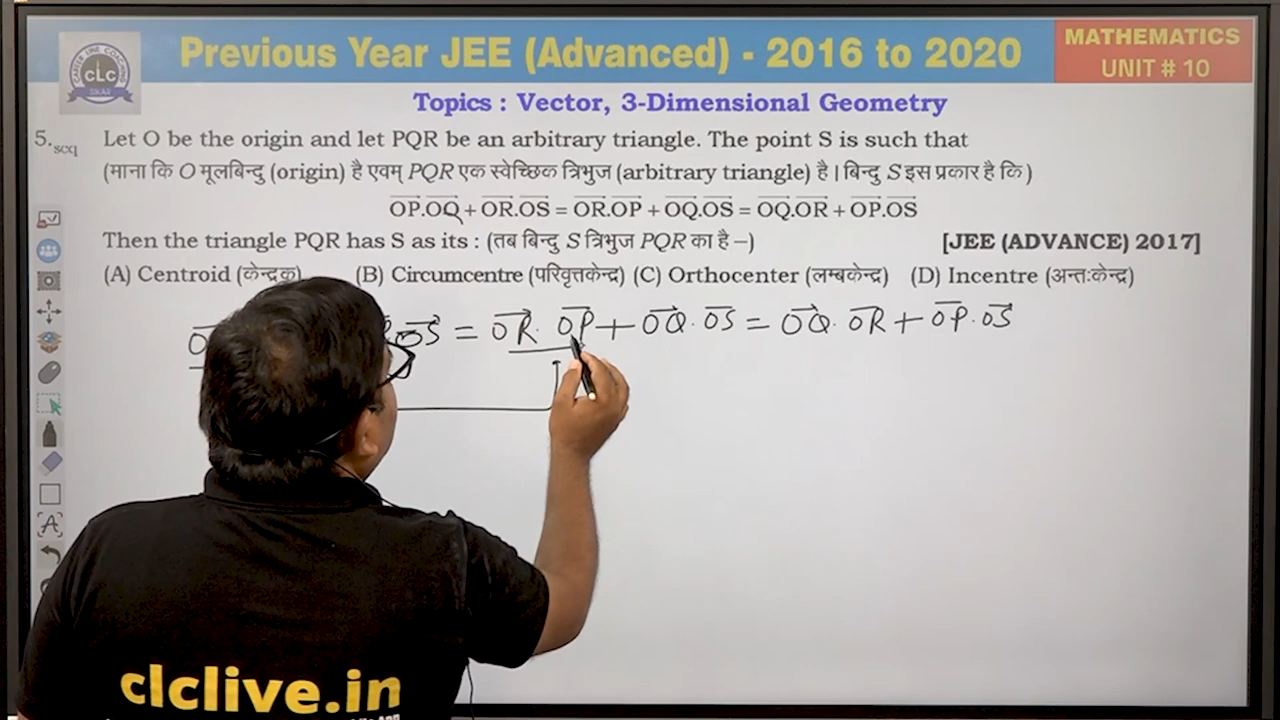 Previous Year JEE (Advanced) - 2016 to 2020
MATHEMATICS
UNIT # 10
CLC
SIKAR
Topics : Vector, 3-Dimensional Geometry
5.scq Let O be the origin and let PQR be an arbitrary triangle. The point S is such that
(माना कि O मूलबिन्दु (origin) है एवम् PQR एक स्वेच्छिक त्रिभुज (arbitrary triangle) है। बिन्दु S इस प्रकार है कि)
OP.OQ + OR.OS = OR.OP + OQ.OS = OQ.OR + OP.OS
Then the triangle PQR has S as its : (तब बिन्दु S त्रिभुज PQR का है –) [JEE (ADVANCE) 2017]
(A) Centroid (केन्द्रक) (B) Circumcentre (परिवृत्तकेन्द्र) (C) Orthocenter (लम्बकेन्द्र) (D) Incentre (अन्तःकेन्द्र)
OS = OR. OP + OQ. OS = OQ. OR + OP. OS
clclive.in